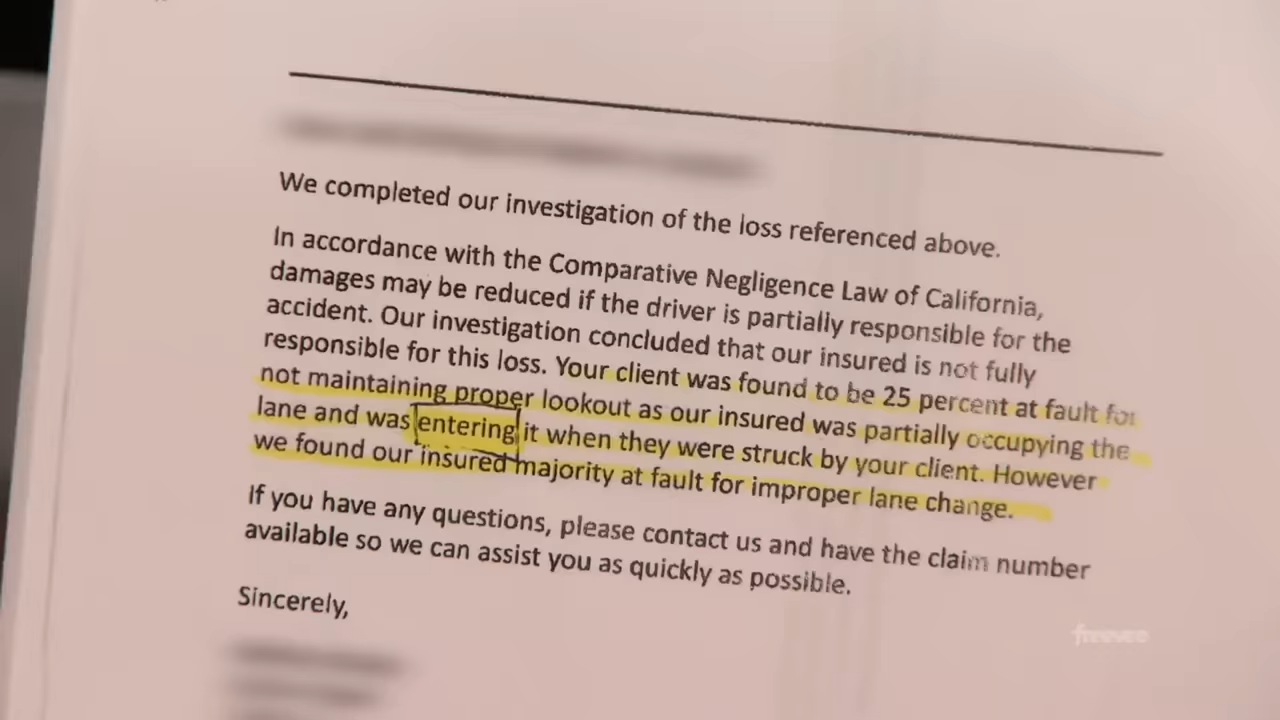 We completed our investigation of the loss referenced above.
In accordance with the Comparative Negligence Law of California,
damages may be reduced if the driver is partially responsible for the
accident. Our investigation concluded that our insured is not fully
responsible for this loss. Your client was found to be 25 percent at fault for
not maintaining proper lookout as our insured was partially occupying the
lane and was entering it when they were struck by your client. However
we found our insured majority at fault for improper lane change.
If you have any questions, please contact us and have the claim number
available so we can assist you as quickly as possible.
Sincerely,
freevee